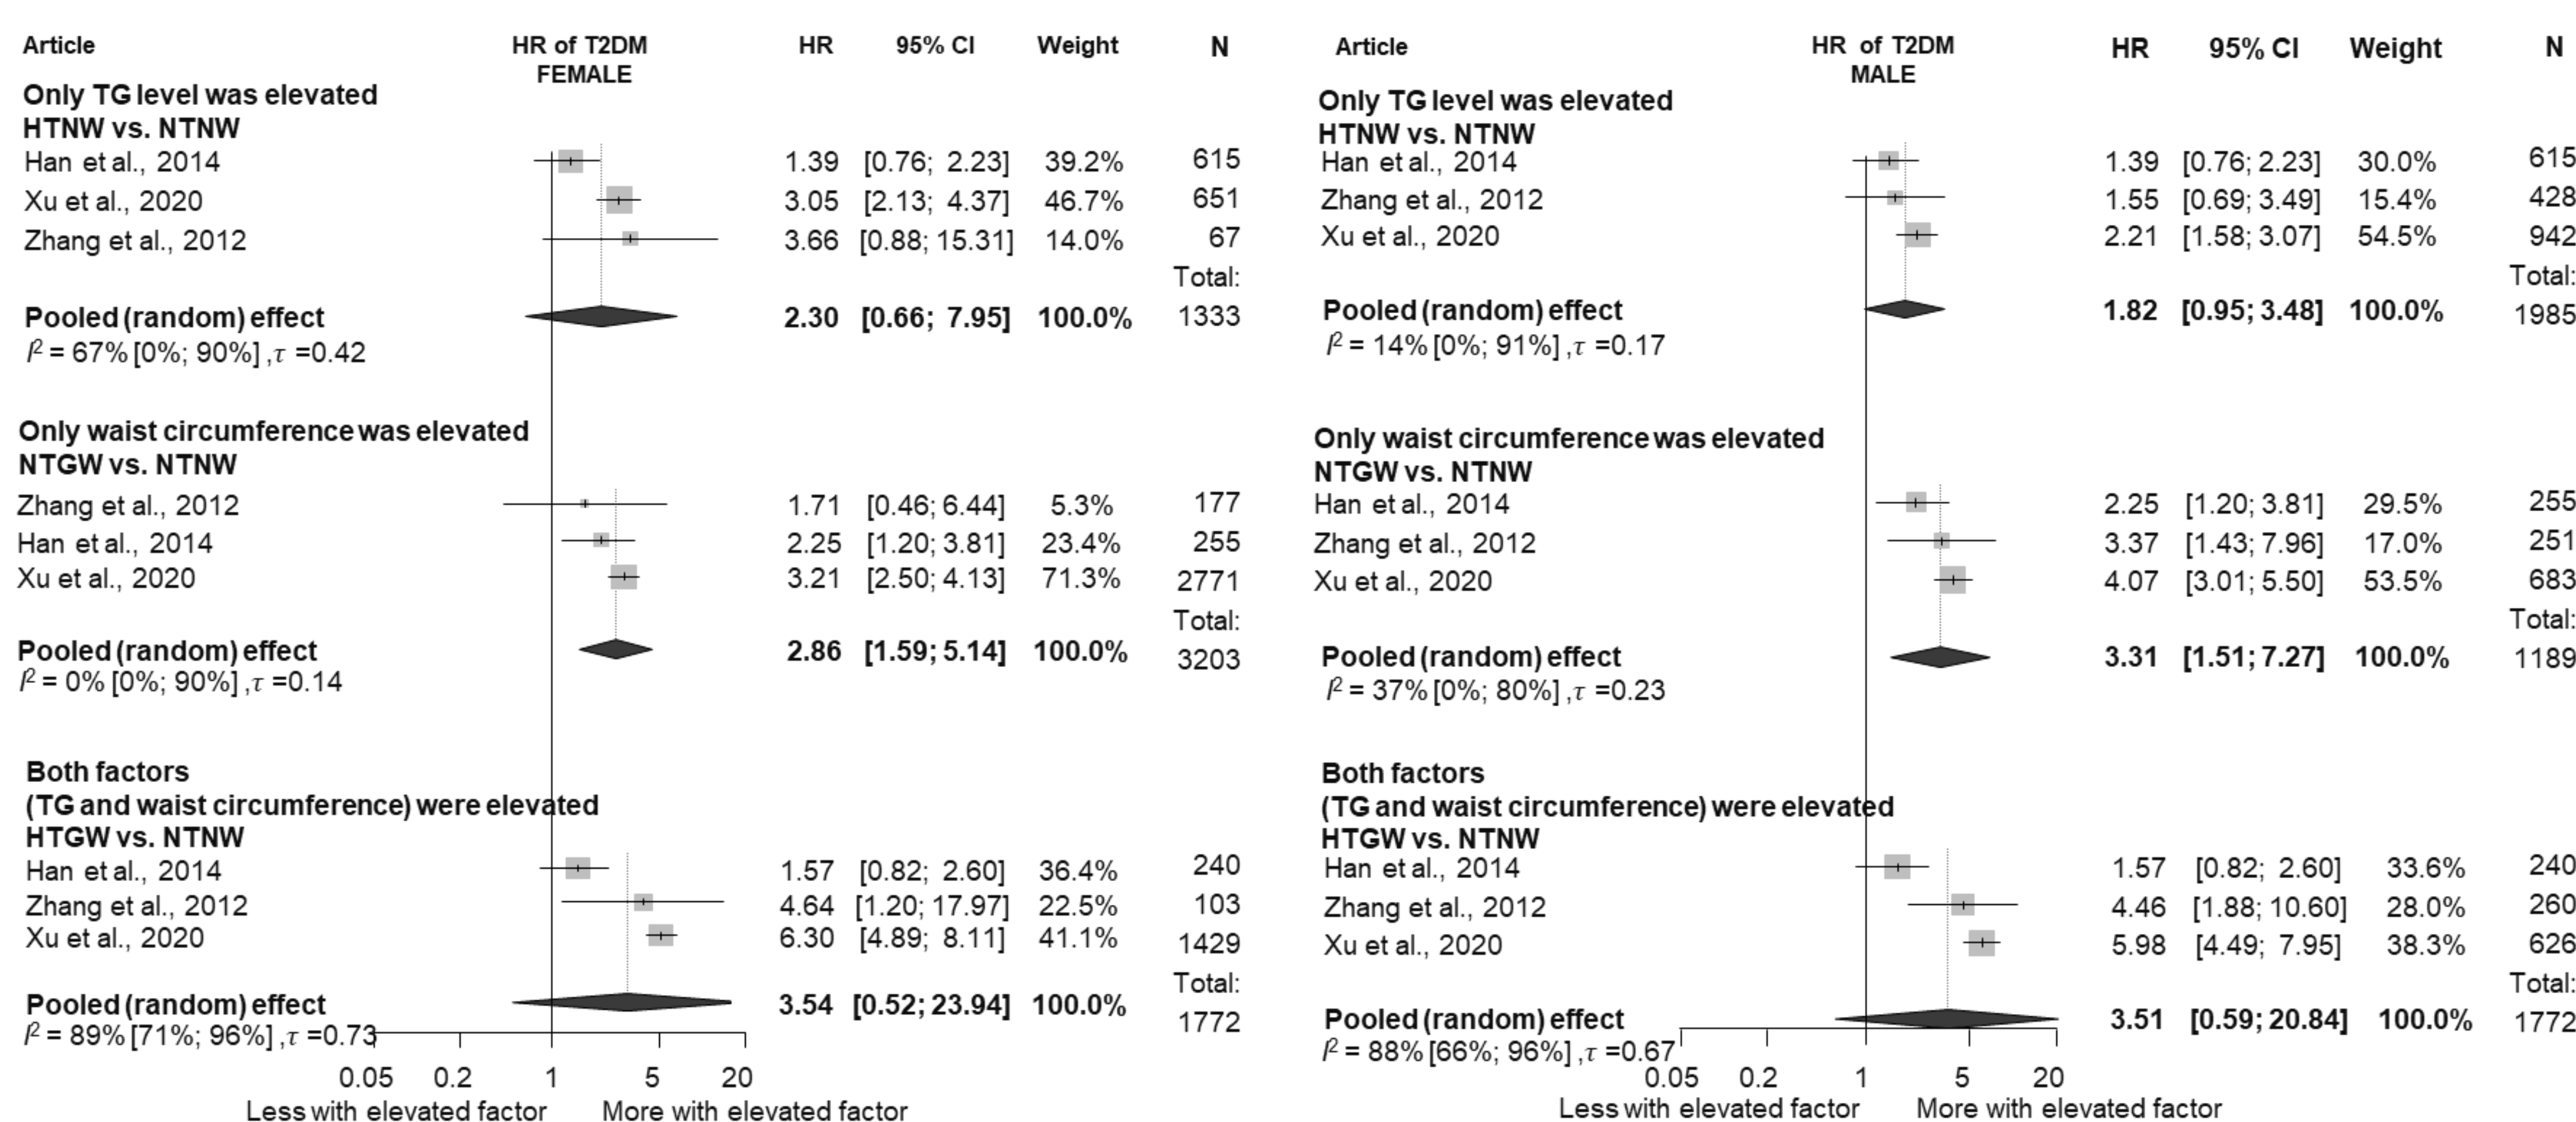 Article HR of T2DM HR 95% CI Weight N
FEMALE
Only TG level was elevated
HTNW vs. NTNW
Han et al., 2014 1.39 [0.76; 2.23] 39.2% 615
Xu et al., 2020 3.05 [2.13; 4.37] 46.7% 651
Zhang et al., 2012 3.66 [0.88; 15.31] 14.0% 67
Total:
Pooled (random) effect 2.30 [0.66; 7.95] 100.0% 1333
I² = 67% [0%; 90%] ,τ =0.42
Only waist circumference was elevated
NTGW vs. NTNW
Zhang et al., 2012 1.71 [0.46; 6.44] 5.3% 177
Han et al., 2014 2.25 [1.20; 3.81] 23.4% 255
Xu et al., 2020 3.21 [2.50; 4.13] 71.3% 2771
Total:
Pooled (random) effect 2.86 [1.59; 5.14] 100.0% 3203
I² = 0% [0%; 90%] ,τ =0.14
Both factors
(TG and waist circumference) were elevated
HTGW vs. NTNW
Han et al., 2014 1.57 [0.82; 2.60] 36.4% 240
Zhang et al., 2012 4.64 [1.20; 17.97] 22.5% 103
Xu et al., 2020 6.30 [4.89; 8.11] 41.1% 1429
Total:
Pooled (random) effect 3.54 [0.52; 23.94] 100.0% 1772
I² = 89% [71%; 96%] ,τ =0.73
0.05 0.2 1 5 20
Less with elevated factor More with elevated factor
Article HR of T2DM HR 95% CI Weight N
MALE
Only TG level was elevated
HTNW vs. NTNW
Han et al., 2014 1.39 [0.76; 2.23] 30.0% 615
Zhang et al., 2012 1.55 [0.69; 3.49] 15.4% 428
Xu et al., 2020 2.21 [1.58; 3.07] 54.5% 942
Total:
Pooled (random) effect 1.82 [0.95; 3.48] 100.0% 1985
I² = 14% [0%; 91%] ,τ =0.17
Only waist circumference was elevated
NTGW vs. NTNW
Han et al., 2014 2.25 [1.20; 3.81] 29.5% 255
Zhang et al., 2012 3.37 [1.43; 7.96] 17.0% 251
Xu et al., 2020 4.07 [3.01; 5.50] 53.5% 683
Total:
Pooled (random) effect 3.31 [1.51; 7.27] 100.0% 1189
I² = 37% [0%; 80%] ,τ =0.23
Both factors
(TG and waist circumference) were elevated
HTGW vs. NTNW
Han et al., 2014 1.57 [0.82; 2.60] 33.6% 240
Zhang et al., 2012 4.46 [1.88; 10.60] 28.0% 260
Xu et al., 2020 5.98 [4.49; 7.95] 38.3% 626
Total:
Pooled (random) effect 3.51 [0.59; 20.84] 100.0% 1772
I² = 88% [66%; 96%] ,τ =0.67
0.05 0.2 1 5 20
Less with elevated factor More with elevated factor